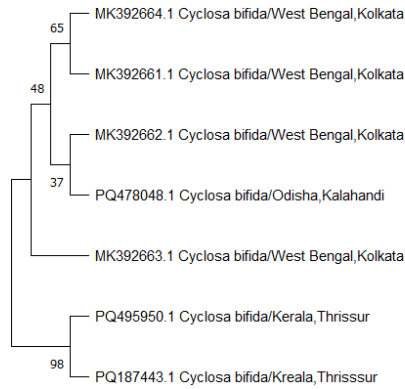 65
MK392664.1 Cyclosa bifida/West Bengal,Kolkata
MK392661.1 Cyclosa bifida/West Bengal,Kolkata
48
MK392662.1 Cyclosa bifida/West Bengal,Kolkata
37
PQ478048.1 Cyclosa bifida/Odisha,Kalahandi
MK392663.1 Cyclosa bifida/West Bengal,Kolkata
PQ495950.1 Cyclosa bifida/Kerala,Thrissur
98
PQ187443.1 Cyclosa bifida/Kreala,Thrisssur